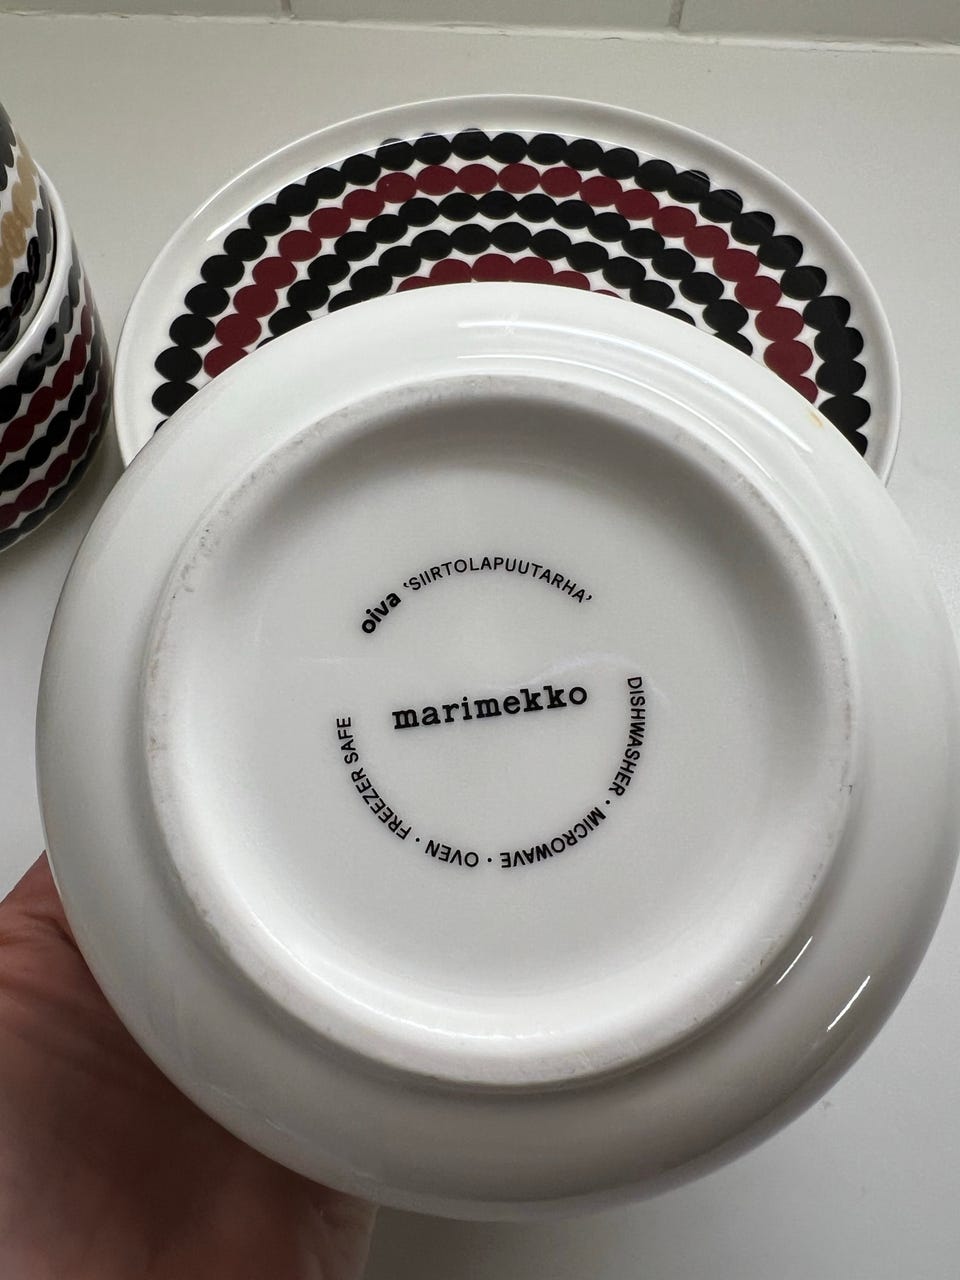 oiva 'SIIRTOLAPUUTARHA'
marimekko
DISHWASHER · MICROWAVE · OVEN · FREEZER SAFE